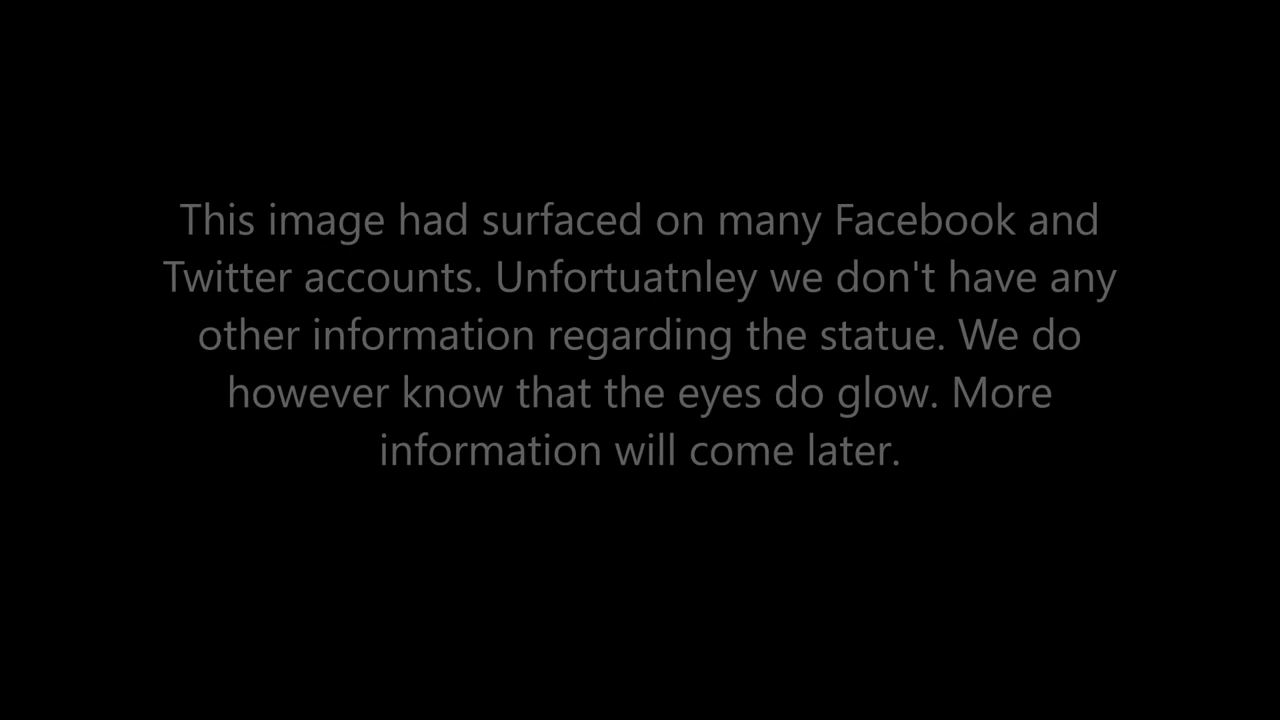 This image had surfaced on many Facebook and
Twitter accounts. Unfortuatnley we don't have any
other information regarding the statue. We do
however know that the eyes do glow. More
information will come later.